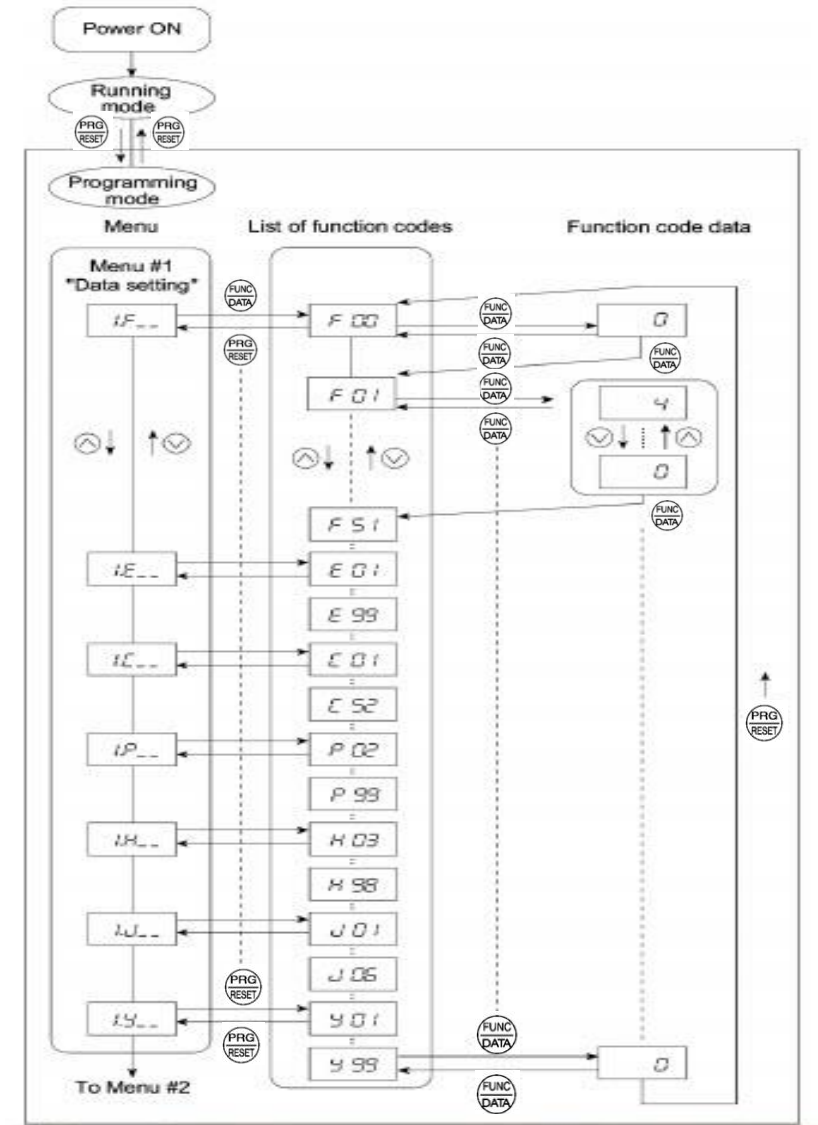 Power ON
Running
mode
PRG
RESET
PRG
RESET
Programming
mode
Menu
List of function codes
Function code data
Menu #1
"Data setting"
FUNC
DATA
1.F__
F 00
FUNC
DATA
0
PRG
RESET
FUNC
DATA
FUNC
DATA
F 01
FUNC
DATA
4
FUNC
DATA
0
F 51
FUNC
DATA
1.E__
E 01
E 99
1.C__
C 01
C 52
PRG
RESET
1.P__
P 02
P 99
1.H__
H 03
H 98
1.J__
J 01
J 06
PRG
RESET
1.y__
y 01
FUNC
DATA
PRG
RESET
y 99
0
To Menu #2
FUNC
DATA